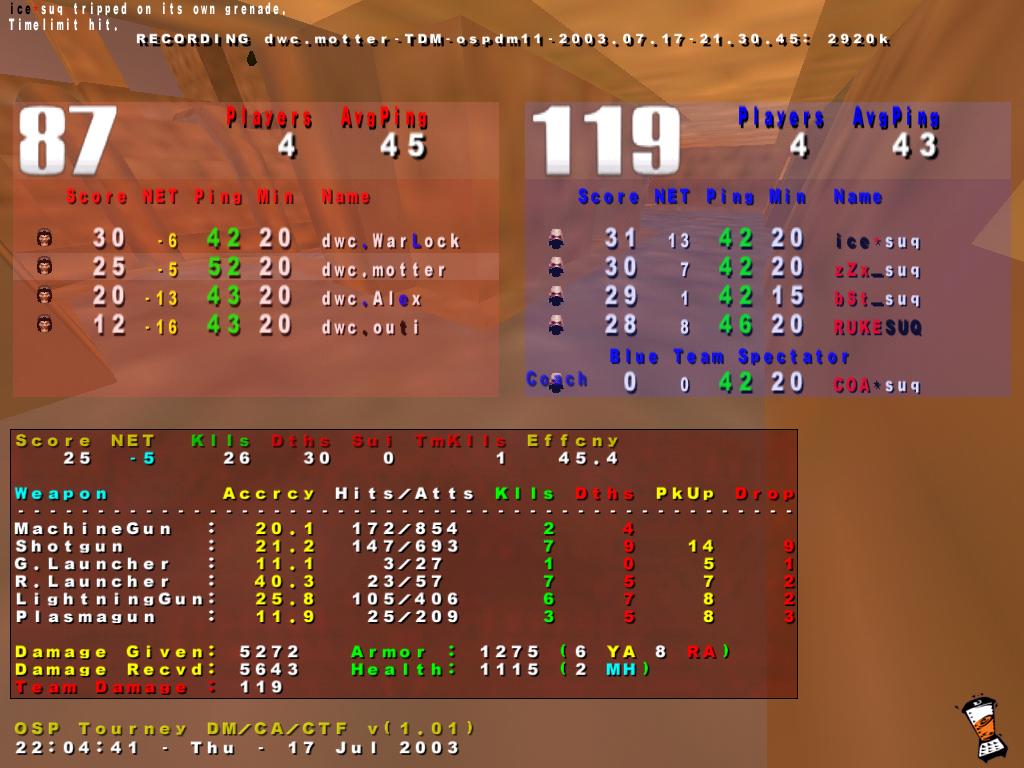 ice*suq tripped on its own grenade.
Timelimit hit.
RECORDING dwc.motter-TDM-ospdm11-2003.07.17-21.30.45: 2920k
87 Players AvgPing
4 45
Score NET Ping Min Name
30 -6 42 20 dwc.WarLock
25 -5 52 20 dwc.motter
20 -13 43 20 dwc.Alex
12 -16 43 20 dwc.outi
119 Players AvgPing
4 43
Score NET Ping Min Name
31 13 42 20 ice*suq
30 7 42 20 zZx_suq
29 1 42 15 bSt_suq
28 8 46 20 RUKESUQ
Blue Team Spectator
Coach 0 0 42 20 COA*suq
Score NET Klls Dths Sui TmKlls Effcny
25 -5 26 30 0 1 45.4
Weapon Accrcy Hits/Atts Klls Dths PkUp Drop
MachineGun : 20.1 172/854 2 4
Shotgun : 21.2 147/693 7 9 14 9
G.Launcher : 11.1 3/27 1 0 5 1
R.Launcher : 40.3 23/57 7 5 7 2
LightningGun: 25.8 105/406 6 7 8 2
Plasmagun : 11.9 25/209 3 5 8 3
Damage Given: 5272 Armor : 1275 (6 YA 8 RA)
Damage Recvd: 5643 Health: 1115 (2 MH)
Team Damage : 119
OSP Tourney DM/CA/CTF v(1.01)
22:04:41 - Thu - 17 Jul 2003